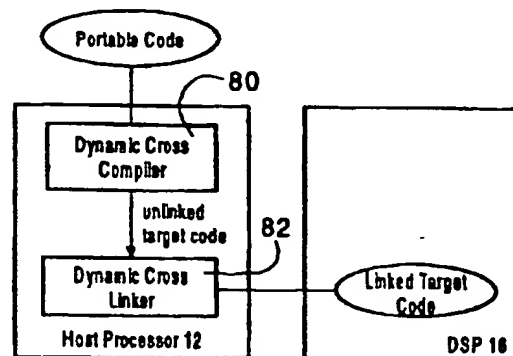 Portable Code
80
Dynamic Cross
Compiler
unlinked
target code
82
Dynamic Cross
Linker
Linked Target
Code
Host Processor 12
DSP 16